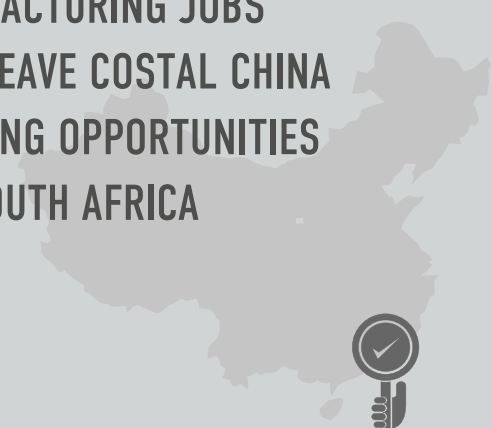 ACTURING JOBS
EAVE COSTAL CHINA
NG OPPORTUNITIES
OUTH AFRICA